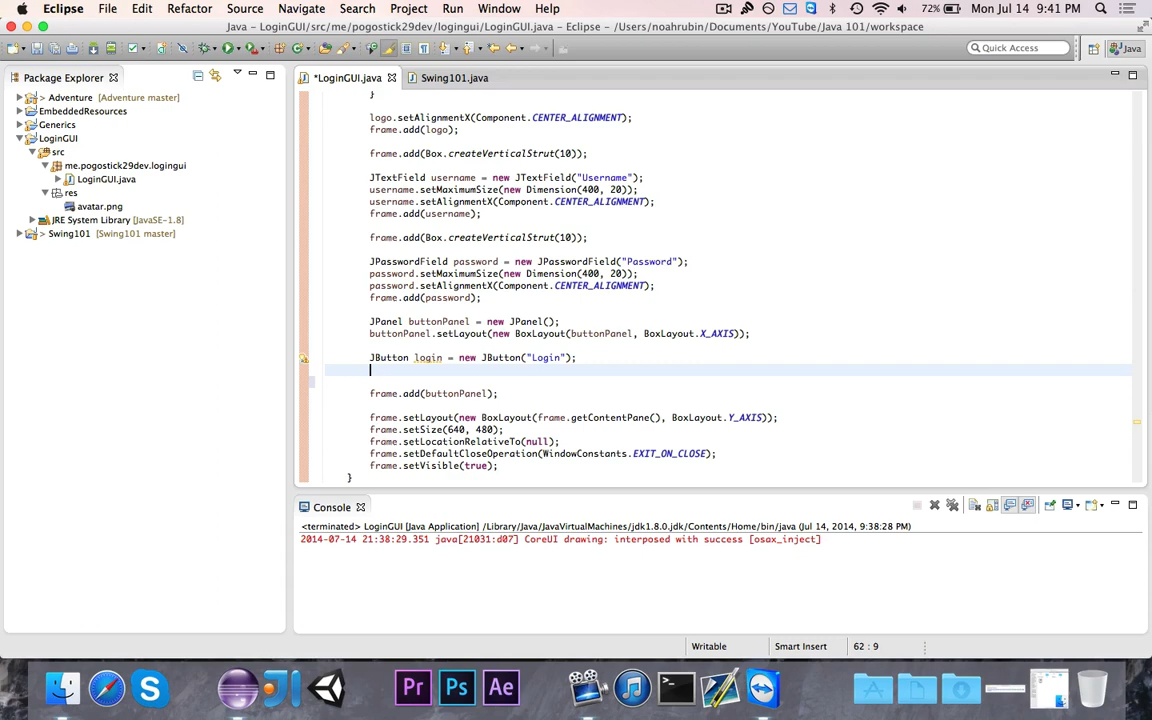 Eclipse File Edit Source Navigate Search Project Run Window Help 72% Mon Jul 14 9:41 PM
Java – LoginGUI/src/me/pogostick29dev/logingui/LoginGUI.java – Eclipse – /Users/noahrubin/Documents/YouTube/Java 101/workspace
Quick Access Java
Package Explorer
*LoginGUI.java Swing101.java
> Adventure [Adventure master]
EmbeddedResources
Generics
LoginGUI
src
me.pogostick29dev.logingui
LoginGUI.java
res
avatar.png
JRE System Library [JavaSE-1.8]
> Swing101 [Swing101 master]
}
logo.setAlignmentX(Component.CENTER_ALIGNMENT);
frame.add(logo);
frame.add(Box.createVerticalStrut(10));
JTextField username = new JTextField("Username");
username.setMaximumSize(new Dimension(400, 20));
username.setAlignmentX(Component.CENTER_ALIGNMENT);
frame.add(username);
frame.add(Box.createVerticalStrut(10));
JPasswordField password = new JPasswordField("Password");
password.setMaximumSize(new Dimension(400, 20));
password.setAlignmentX(Component.CENTER_ALIGNMENT);
frame.add(password);
JPanel buttonPanel = new JPanel();
buttonPanel.setLayout(new BoxLayout(buttonPanel, BoxLayout.X_AXIS));
JButton login = new JButton("Login");
frame.add(buttonPanel);
frame.setLayout(new BoxLayout(frame.getContentPane(), BoxLayout.Y_AXIS));
frame.setSize(640, 480);
frame.setLocationRelativeTo(null);
frame.setDefaultCloseOperation(WindowConstants.EXIT_ON_CLOSE);
frame.setVisible(true);
}
Console
<terminated> LoginGUI [Java Application] /Library/Java/JavaVirtualMachines/jdk1.8.0.jdk/Contents/Home/bin/java (Jul 14, 2014, 9:38:28 PM)
2014-07-14 21:38:29.351 java[21031:d07] CoreUI drawing: interposed with success [osax_inject]
Writable Smart Insert 62 : 9
Pr Ps Ae